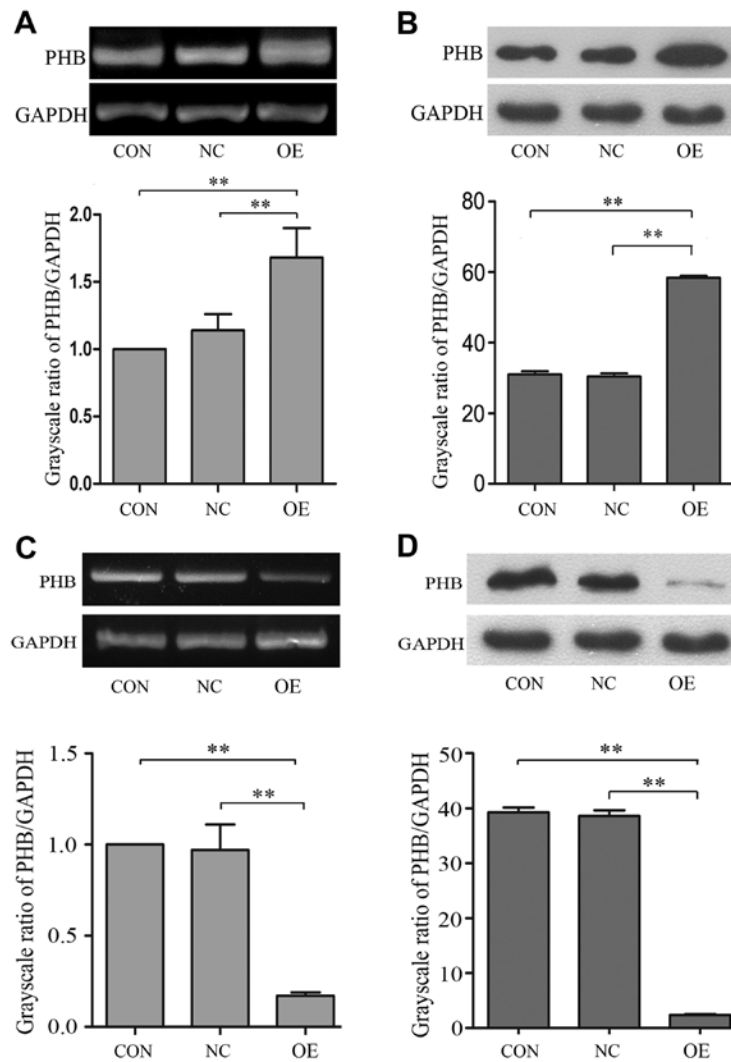 A
PHB
GAPDH
CON NC OE
**
**
Grayscale ratio of PHB/GAPDH
2.0
1.5
1.0
0.5
0.0
CON NC OE
B
PHB
GAPDH
CON NC OE
**
**
Grayscale ratio of PHB/GAPDH
80
60
40
20
0
CON NC OE
C
PHB
GAPDH
CON NC OE
**
**
Grayscale ratio of PHB/GAPDH
1.5
1.0
0.5
0.0
CON NC OE
D
PHB
GAPDH
CON NC OE
**
**
Grayscale ratio of PHB/GAPDH
50
40
30
20
10
0
CON NC OE